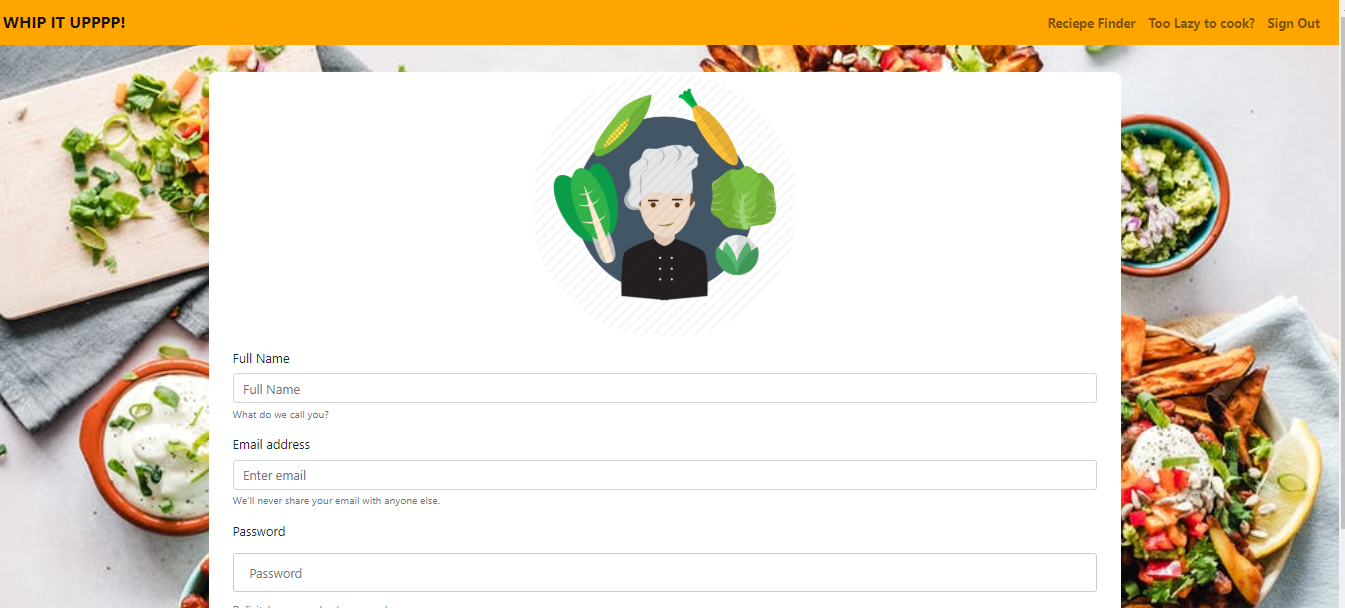 WHIP IT UPPPP!
Reciepe Finder Too Lazy to cook? Sign Out
Full Name
Full Name
What do we call you?
Email address
Enter email
We'll never share your email with anyone else.
Password
Password